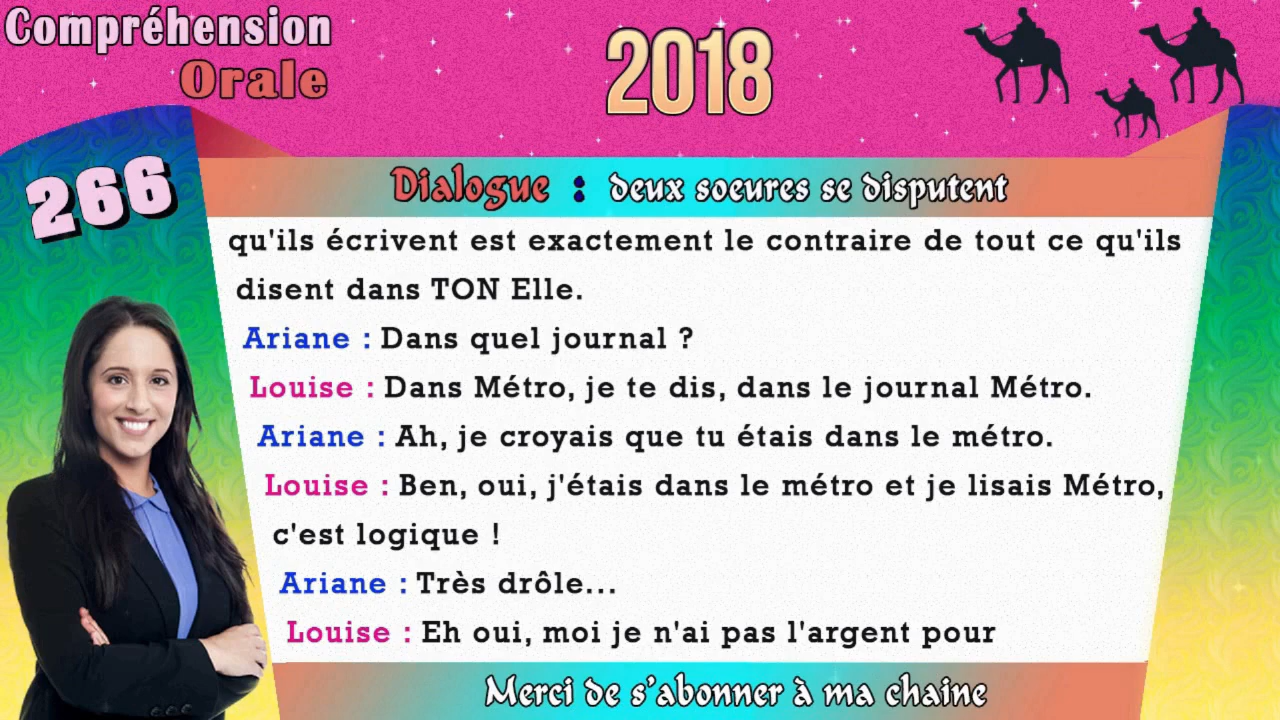 Compréhension
Orale
2018
266
Dialogue : deux soeures se disputent
qu'ils écrivent est exactement le contraire de tout ce qu'ils
disent dans TON Elle.
Ariane : Dans quel journal ?
Louise : Dans Métro, je te dis, dans le journal Métro.
Ariane : Ah, je croyais que tu étais dans le métro.
Louise : Ben, oui, j'étais dans le métro et je lisais Métro,
c'est logique !
Ariane : Très drôle...
Louise : Eh oui, moi je n'ai pas l'argent pour
Merci de s'abonner à ma chaine